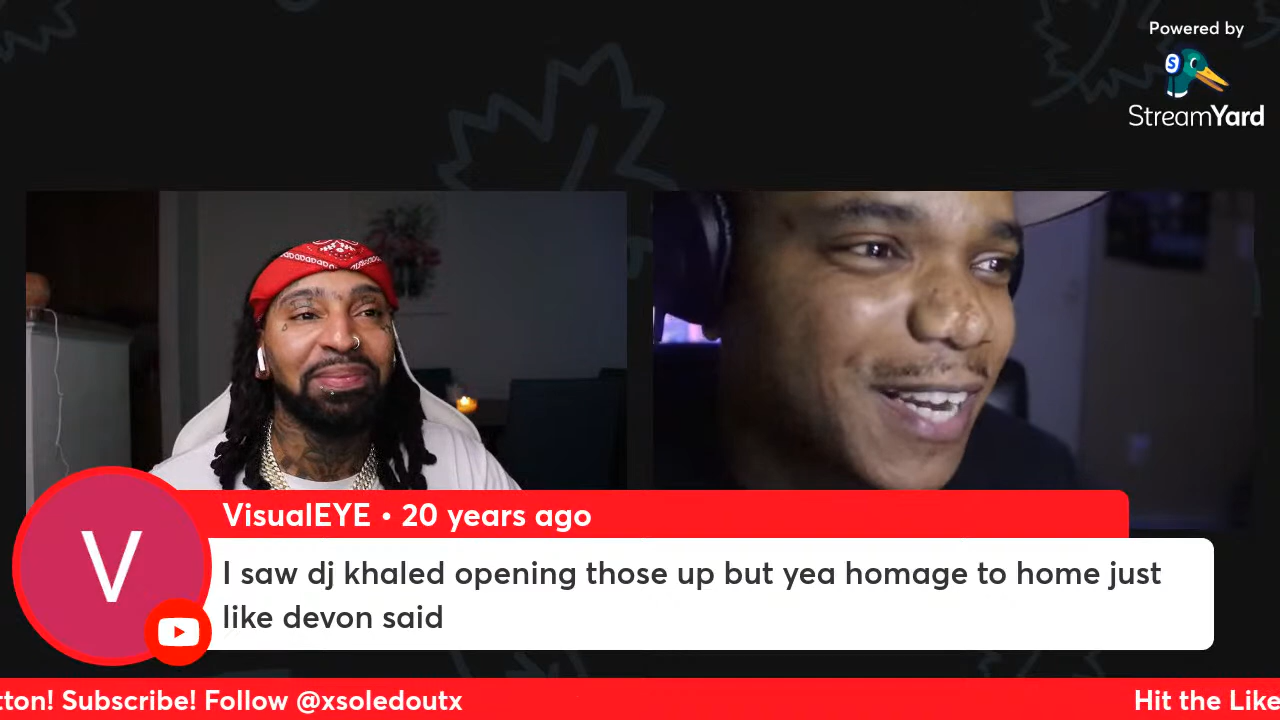 Powered by
S
StreamYard
VisualEYE • 20 years ago
V
I saw dj khaled opening those up but yea homage to home just
like devon said
tton! Subscribe! Follow @xsoledoutx
Hit the Like